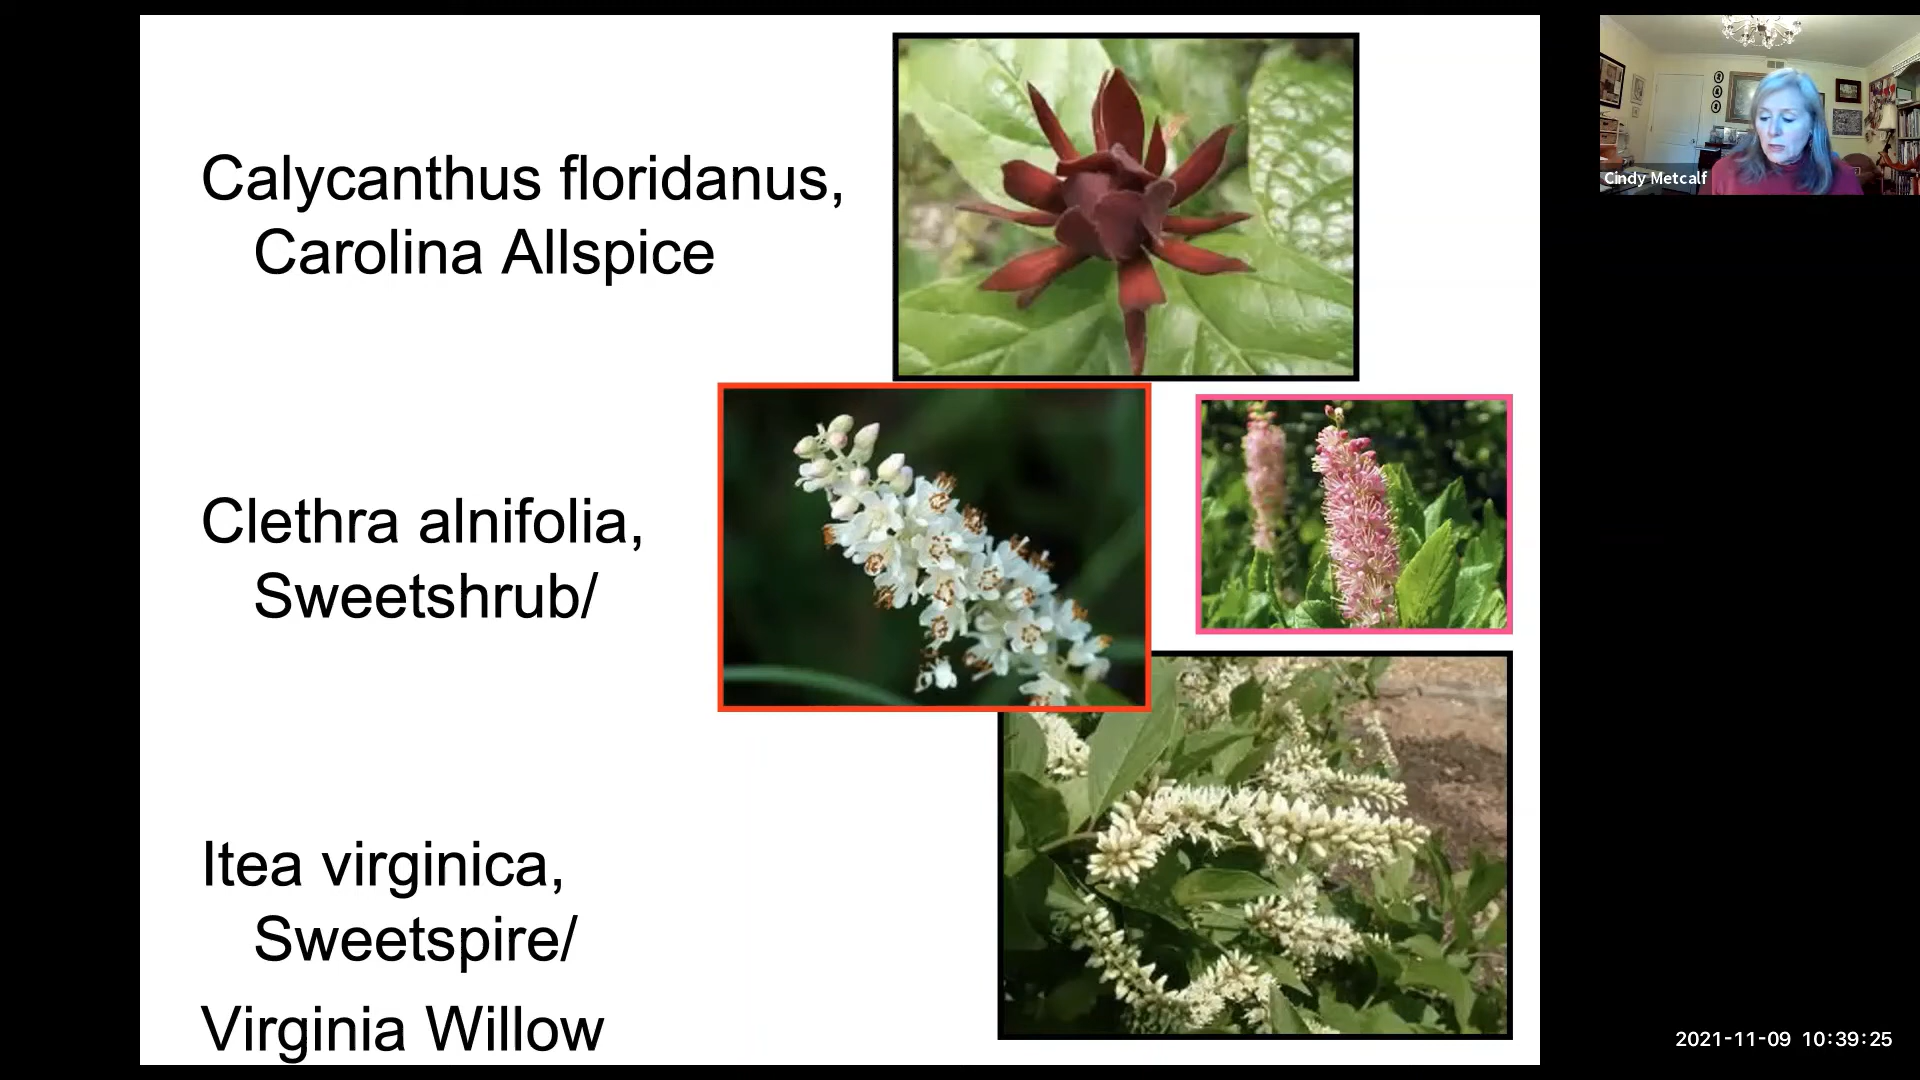 Calycanthus floridanus,
Carolina Allspice
Clethra alnifolia,
Sweetshrub/
Itea virginica,
Sweetspire/
Virginia Willow
Cindy Metcalf
2021-11-09 10:39:25